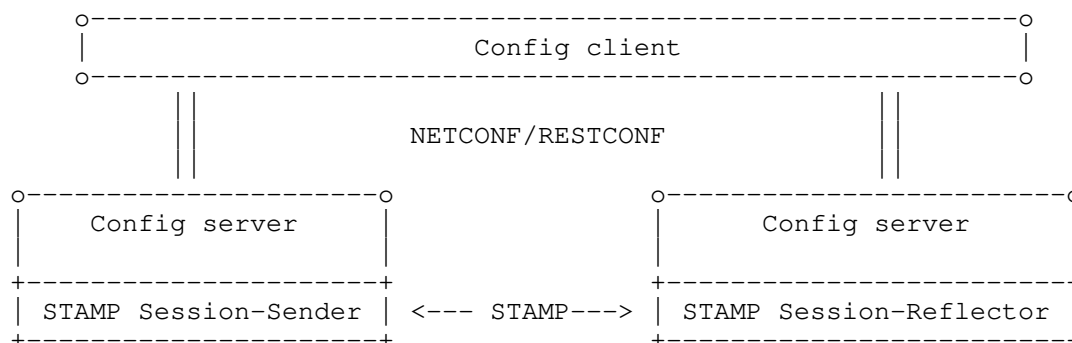 Config client
NETCONF/RESTCONF
Config server Config server
STAMP Session-Sender <--- STAMP---> STAMP Session-Reflector